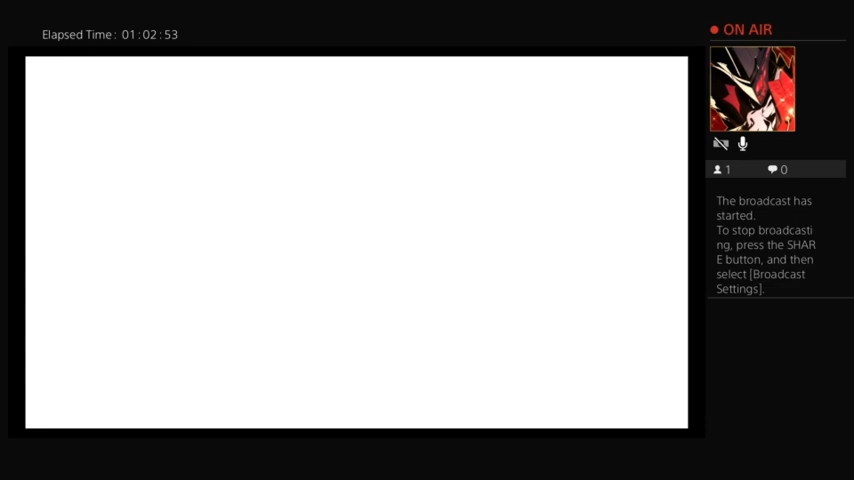 Elapsed Time: 01:02:53
ON AIR
1 0
The broadcast has
started.
To stop broadcasti
ng, press the SHAR
E button, and then
select [Broadcast
Settings].